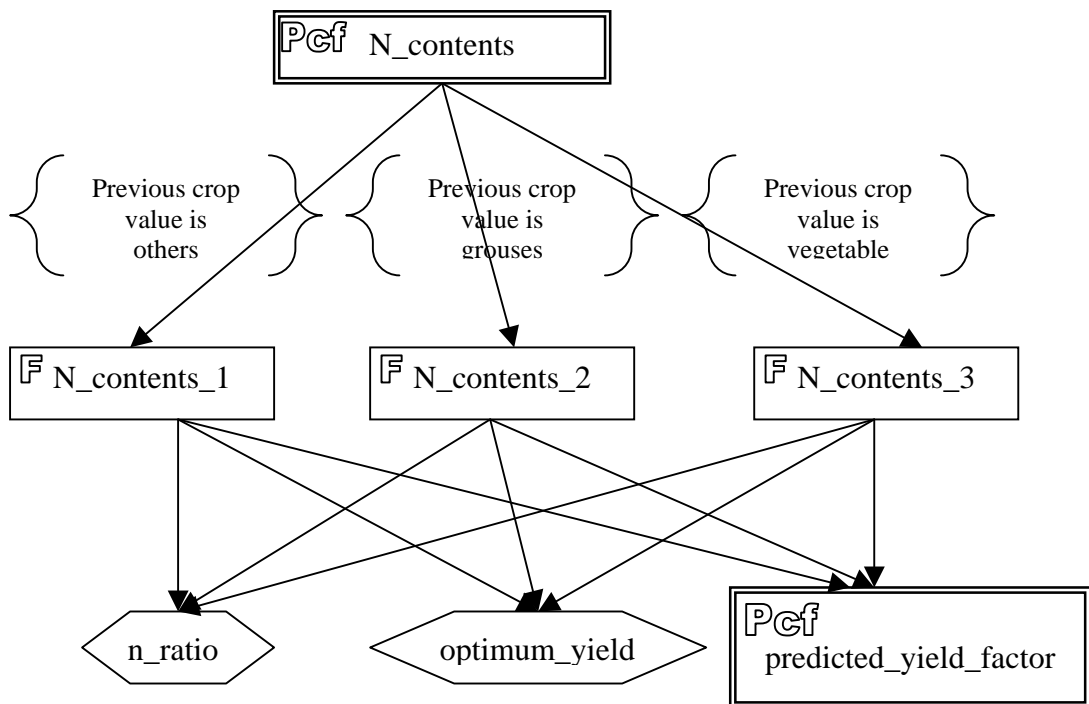 Pcf N_contents
Previous crop
value is
others
Previous crop
value is
grouses
Previous crop
value is
vegetable
F N_contents_1
F N_contents_2
F N_contents_3
n_ratio
optimum_yield
Pcf
predicted_yield_factor